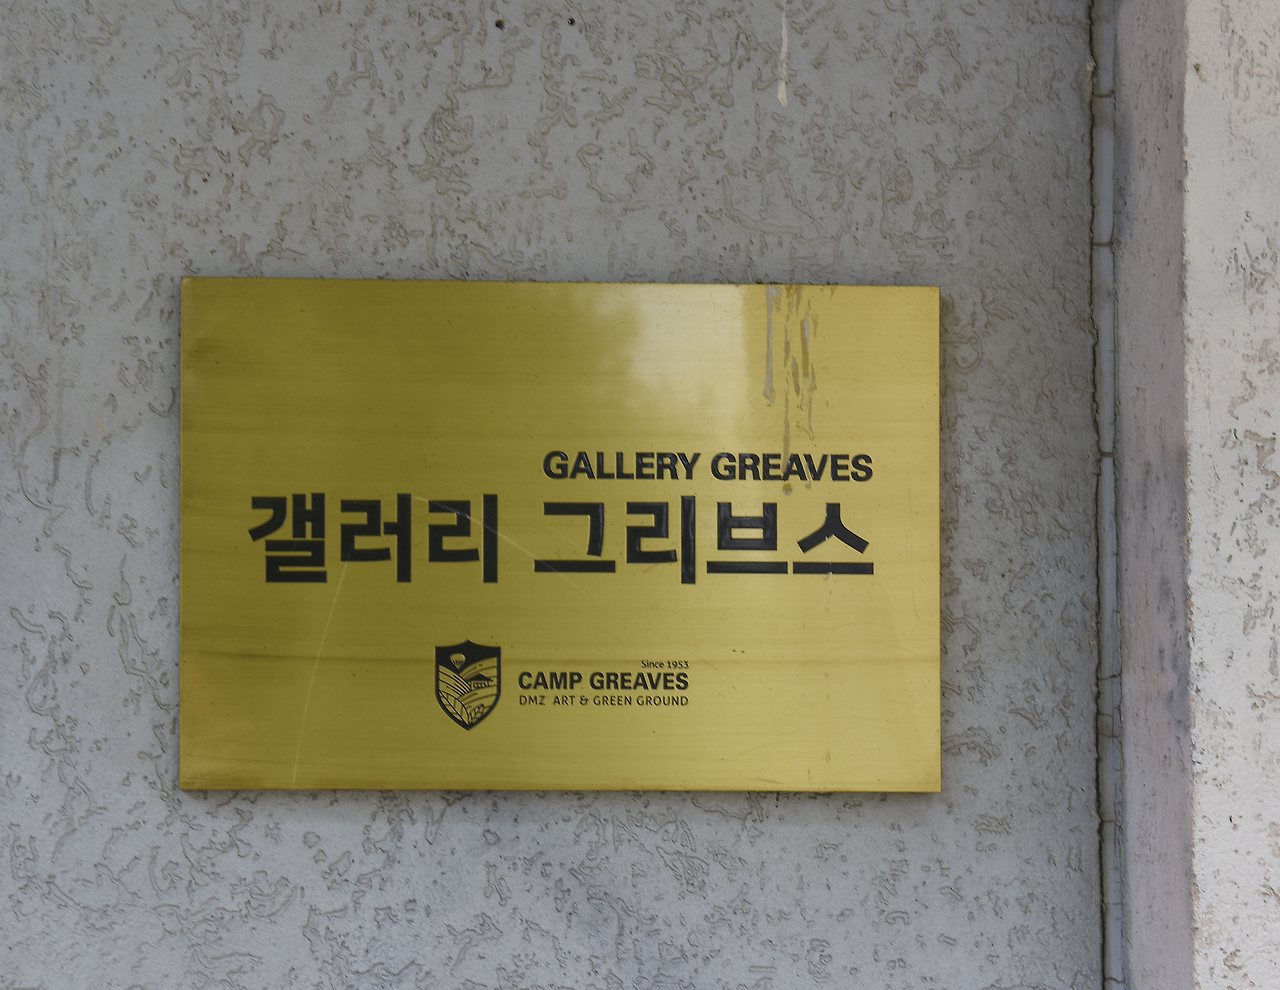 GALLERY GREAVES
갤러리 그리브스
Since 1953
CAMP GREAVES
DMZ ART & GREEN GROUND